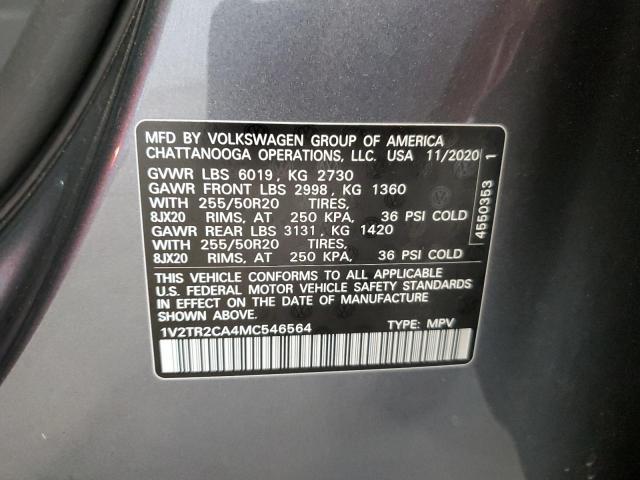 MFD BY VOLKSWAGEN GROUP OF AMERICA
CHATTANOOGA OPERATIONS, LLC. USA 11/2020
GVWR LBS 6019, KG 2730
GAWR FRONT LBS 2998, KG 1360
WITH 255/50R20 TIRES,
8JX20 RIMS, AT 250 KPA, 36 PSI COLD
GAWR REAR LBS 3131, KG 1420
WITH 255/50R20 TIRES,
8JX20 RIMS, AT 250 KPA, 36 PSI COLD
THIS VEHICLE CONFORMS TO ALL APPLICABLE
U.S. FEDERAL MOTOR VEHICLE SAFETY STANDARDS
IN EFFECT ON THE DATE OF MANUFACTURE
SHOWN ABOVE.
1V2TR2CA4MC546564 TYPE: MPV
4550353 1